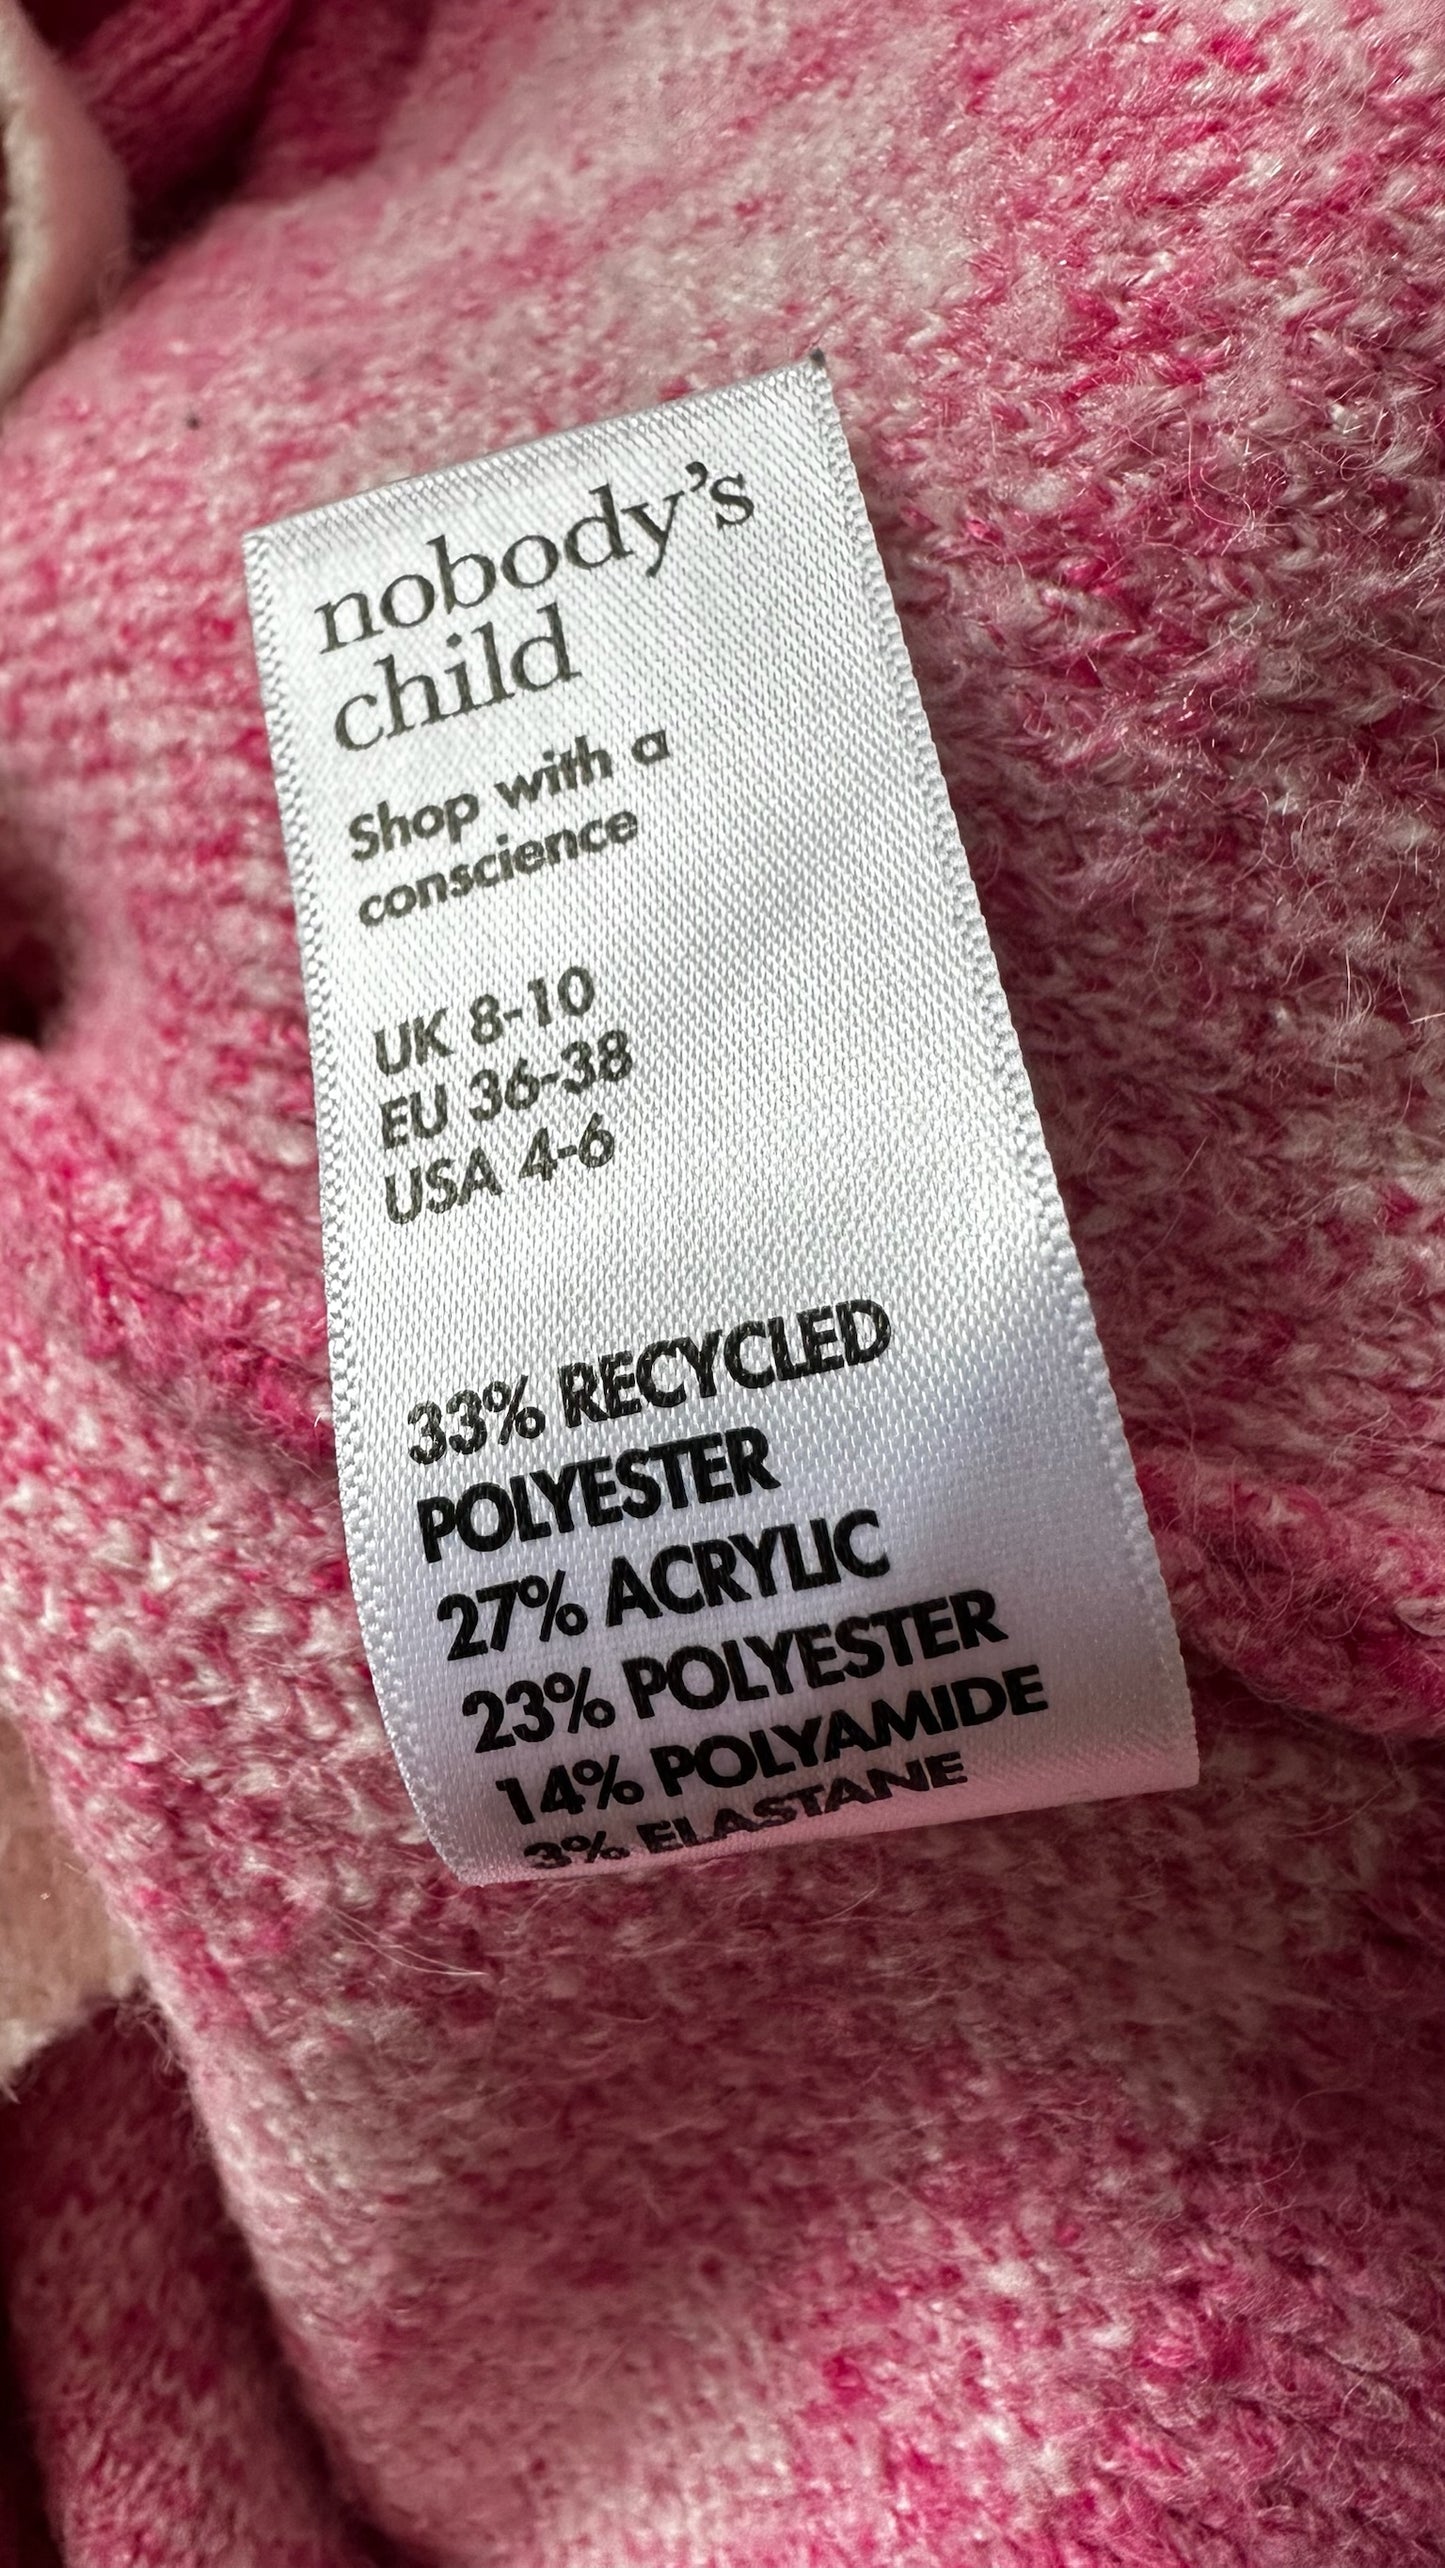 nobody's
child
Shop with a
conscience
UK 8-10
EU 36-38
USA 4-6
33% RECYCLED
POLYESTER
27% ACRYLIC
23% POLYESTER
14% POLYAMIDE
3% ELASTANE